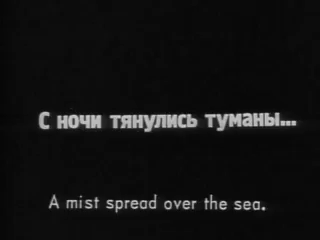 С ночи тянулись туманы...
A mist spread over the sea.